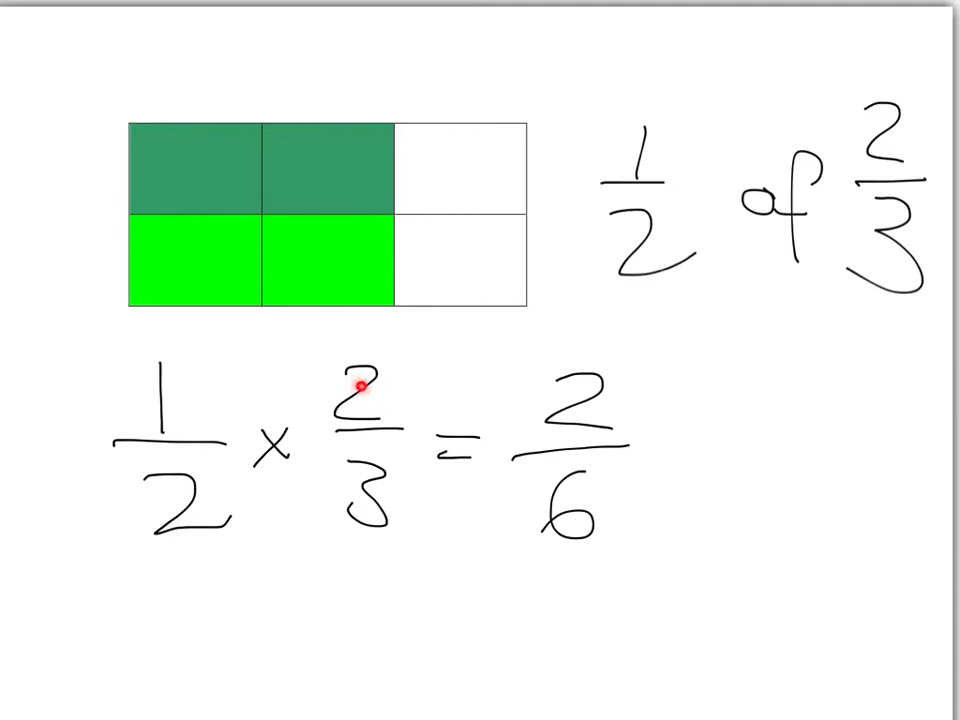 1/2 of 2/3
1/2 × 2/3 = 2/6